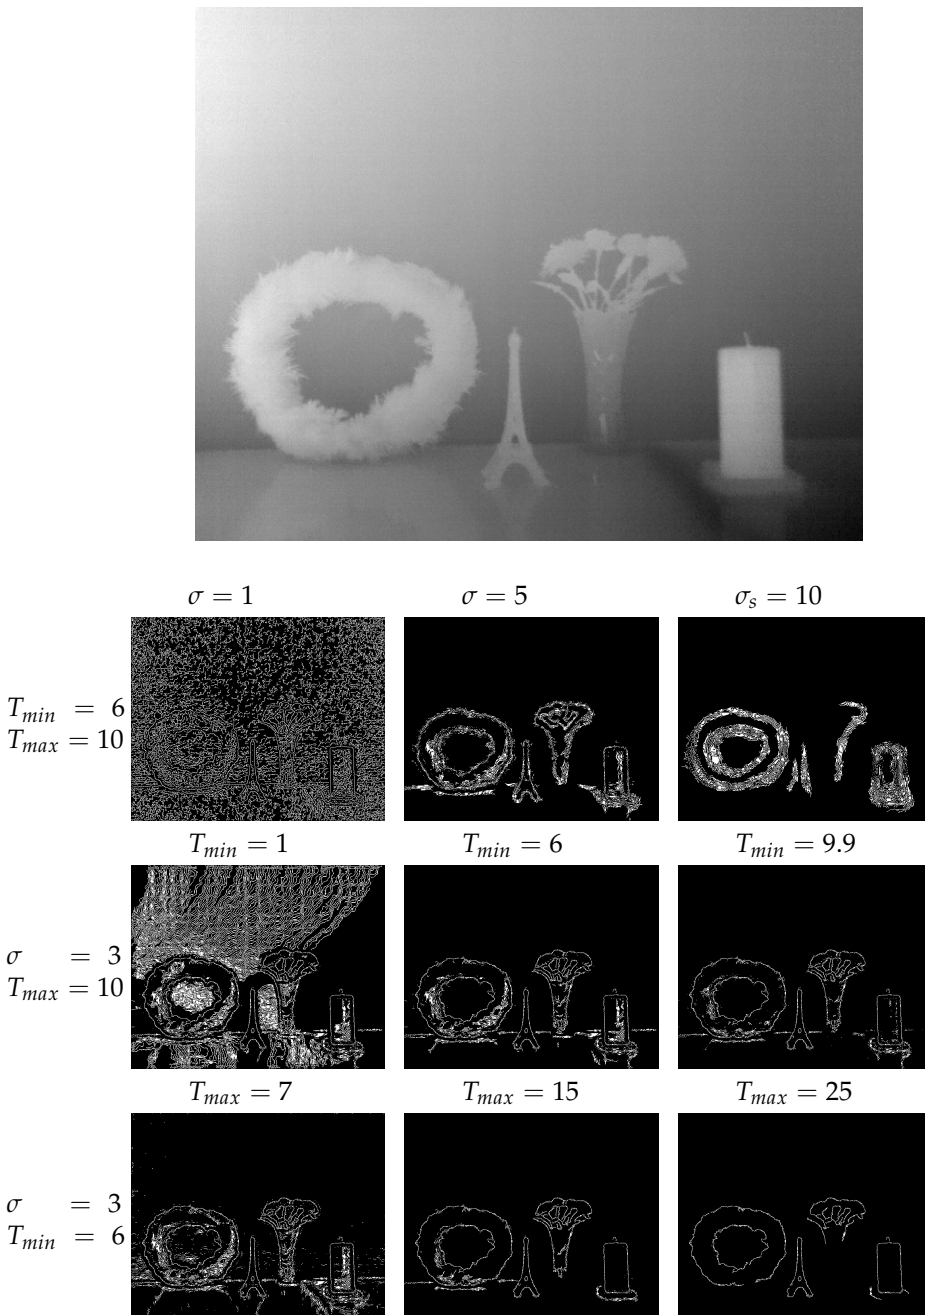 σ = 1 σ = 5 σₛ = 10
T_min = 6
T_max = 10
T_min = 1 T_min = 6 T_min = 9.9
σ = 3
T_max = 10
T_max = 7 T_max = 15 T_max = 25
σ = 3
T_min = 6